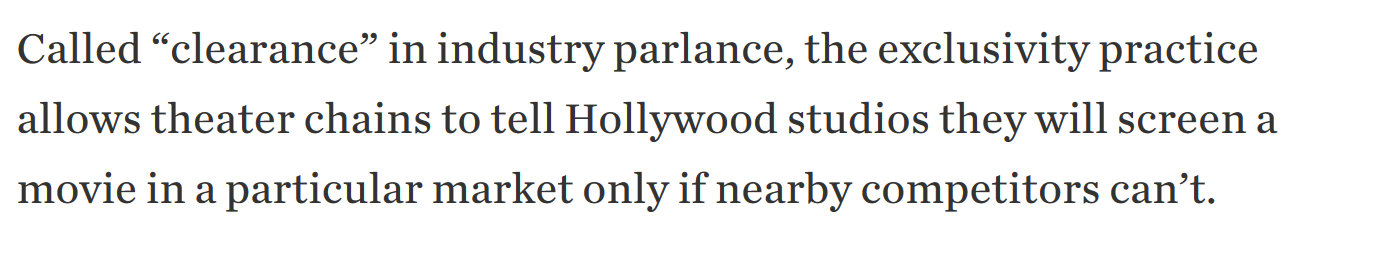 Called “clearance” in industry parlance, the exclusivity practice
allows theater chains to tell Hollywood studios they will screen a
movie in a particular market only if nearby competitors can’t.